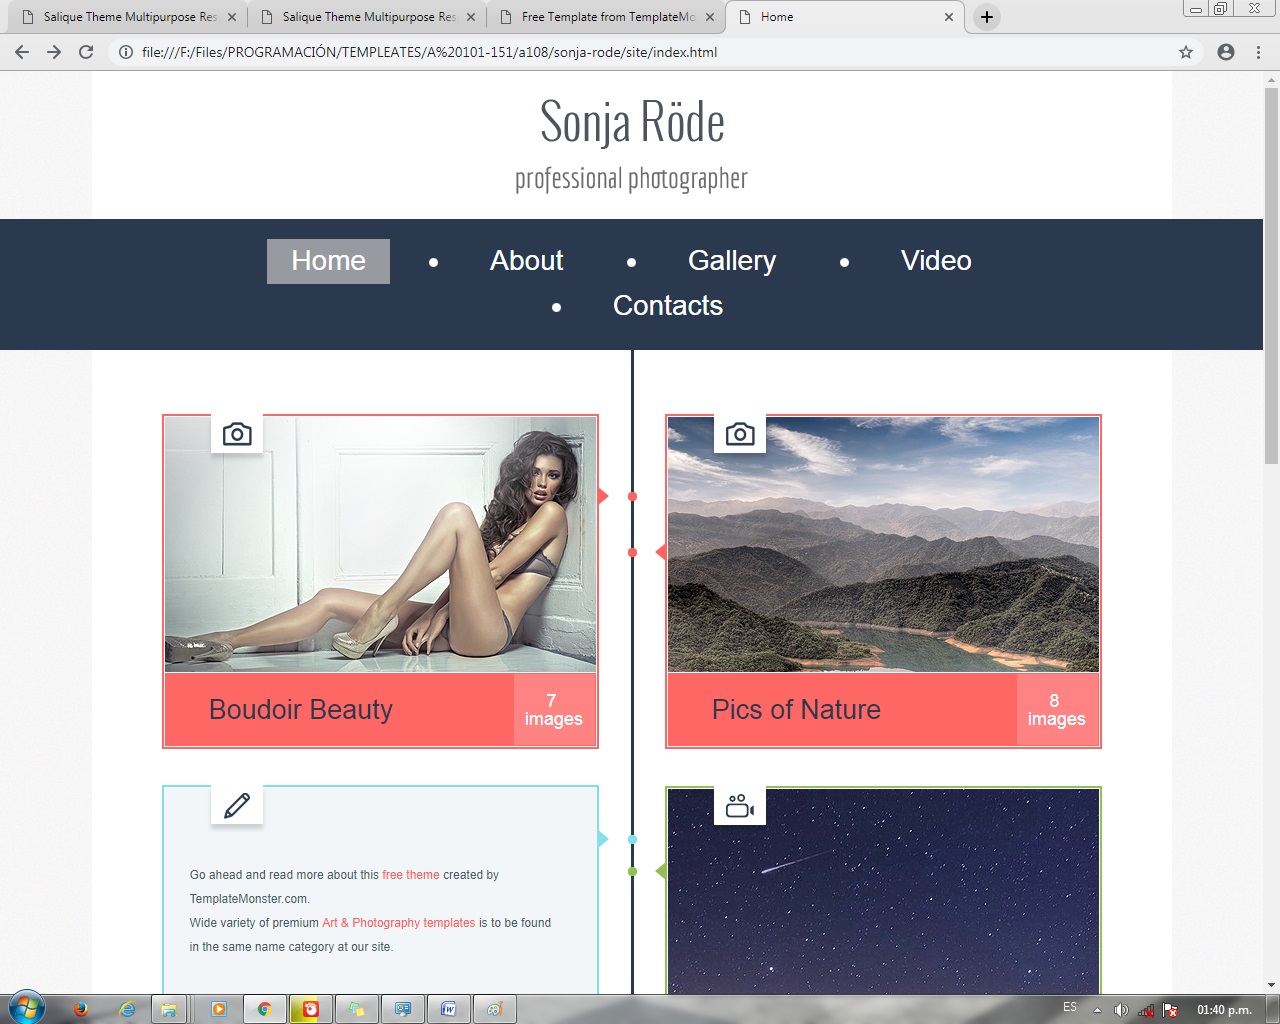 Salique Theme Multipurpose Res
Salique Theme Multipurpose Res
Free Template from TemplateMo
Home
file:///F:/Files/PROGRAMACIÓN/TEMPLEATES/A%20101-151/a108/sonja-rode/site/index.html
Sonja Röde
professional photographer
Home
About
Gallery
Video
Contacts
Boudoir Beauty
7
images
Pics of Nature
8
images
Go ahead and read more about this free theme created by
TemplateMonster.com.
Wide variety of premium Art & Photography templates is to be found
in the same name category at our site.
ES
01:40 p.m.